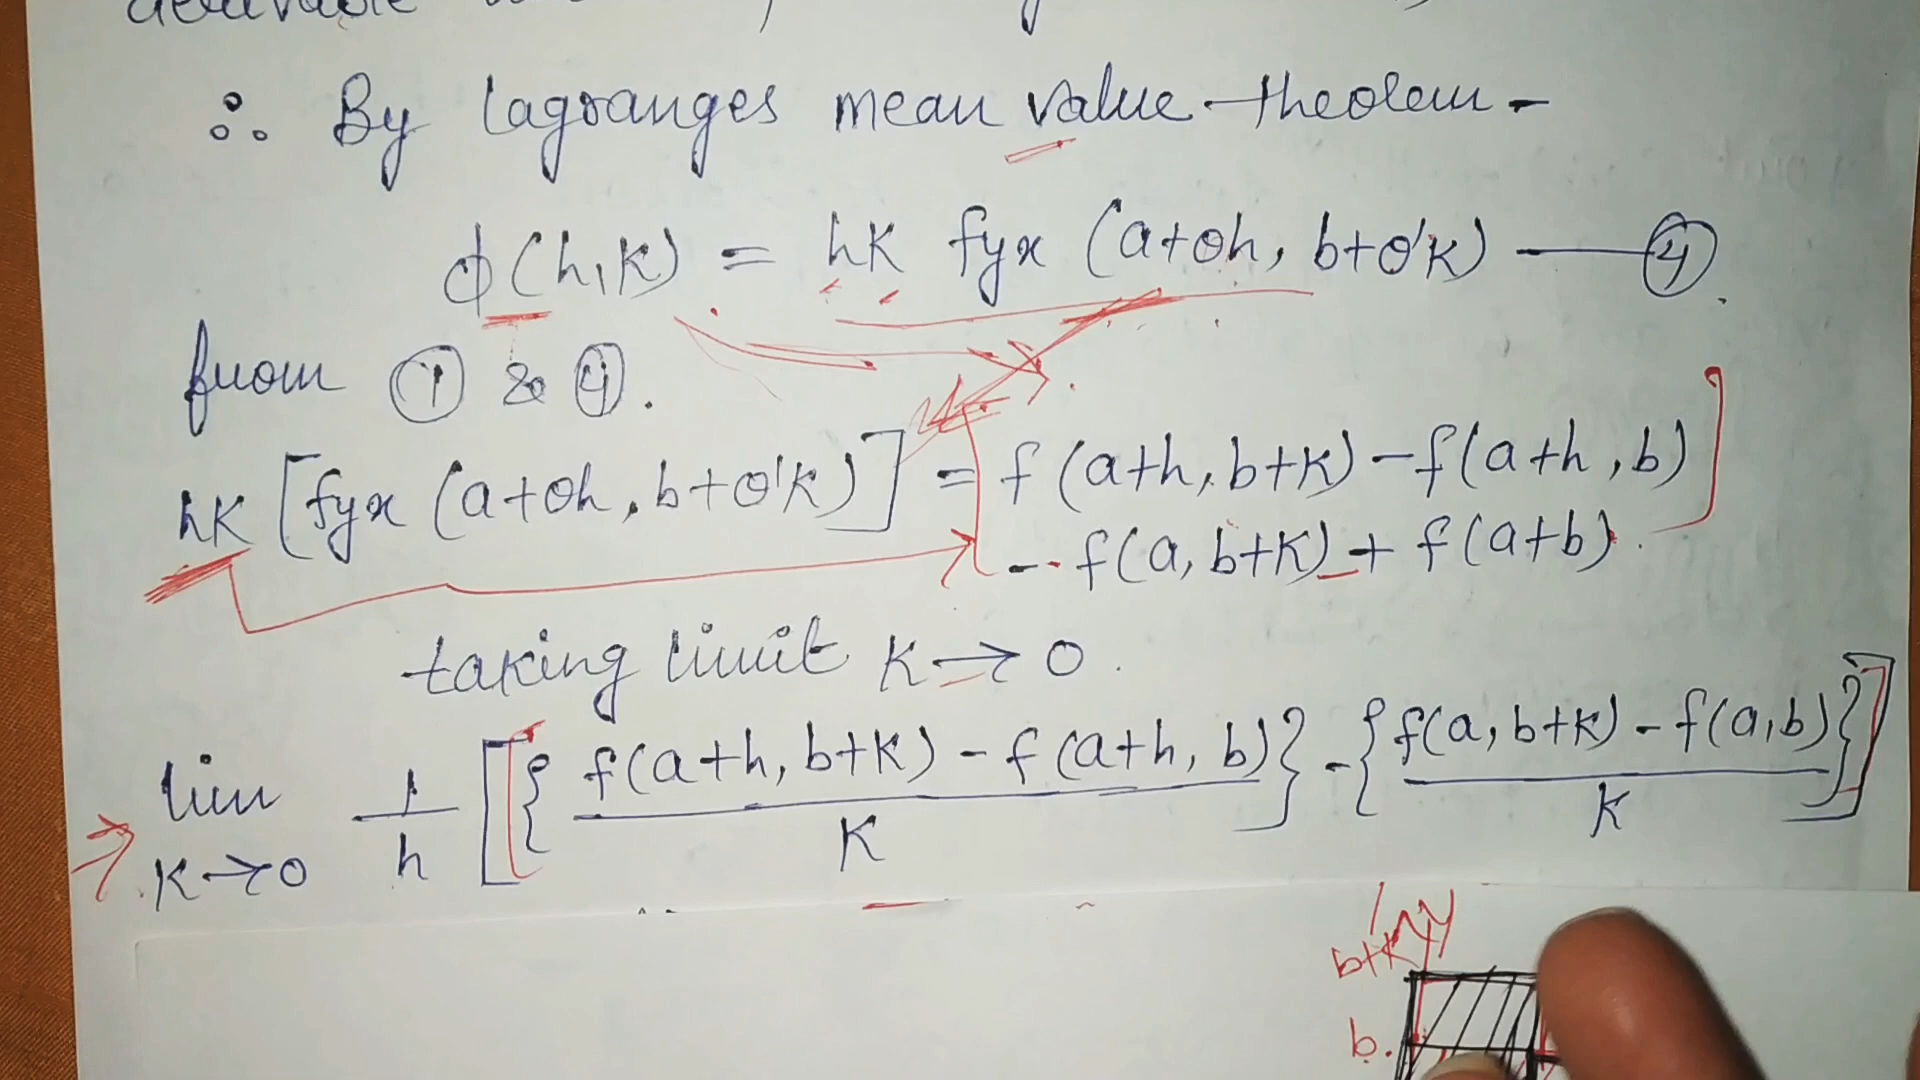 ∴ By lagranges mean value theorem -
ϕ(h,k) = hk fyx (a+θh, b+θ'k) — ④
from ① & ④.
hk [fyx (a+θh, b+θ'k)] = f(a+h, b+k) - f(a+h, b)
- f(a, b+k) + f(a+b).
taking limit k → 0.
lim 1/h [{f(a+h, b+k) - f(a+h, b)} - {f(a, b+k) - f(a,b)}]
k→0 k k
b+k
b.